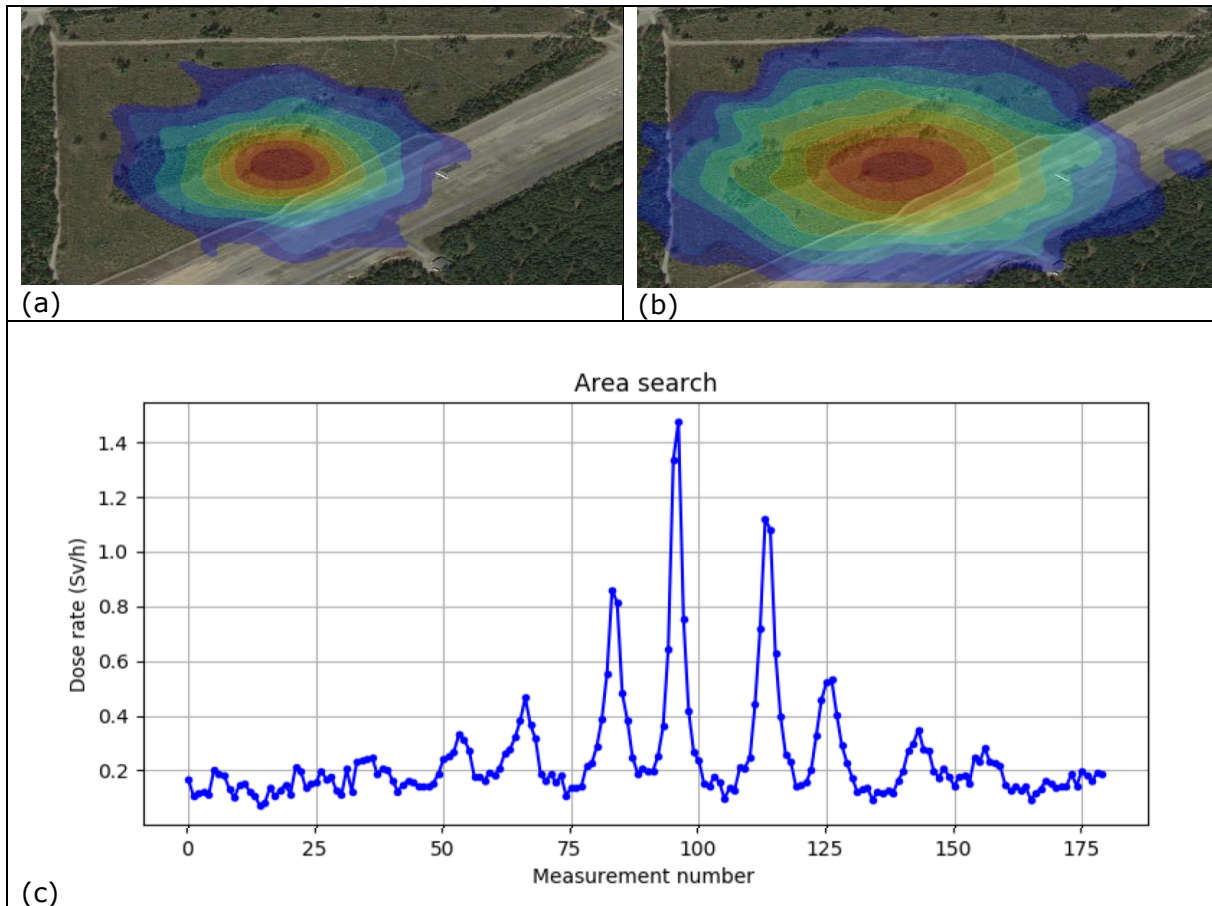 (a)
(b)
Area search
1.4
1.2
1.0
0.8
0.6
0.4
0.2
Dose rate (Sv/h)
0 25 50 75 100 125 150 175
Measurement number
(c)